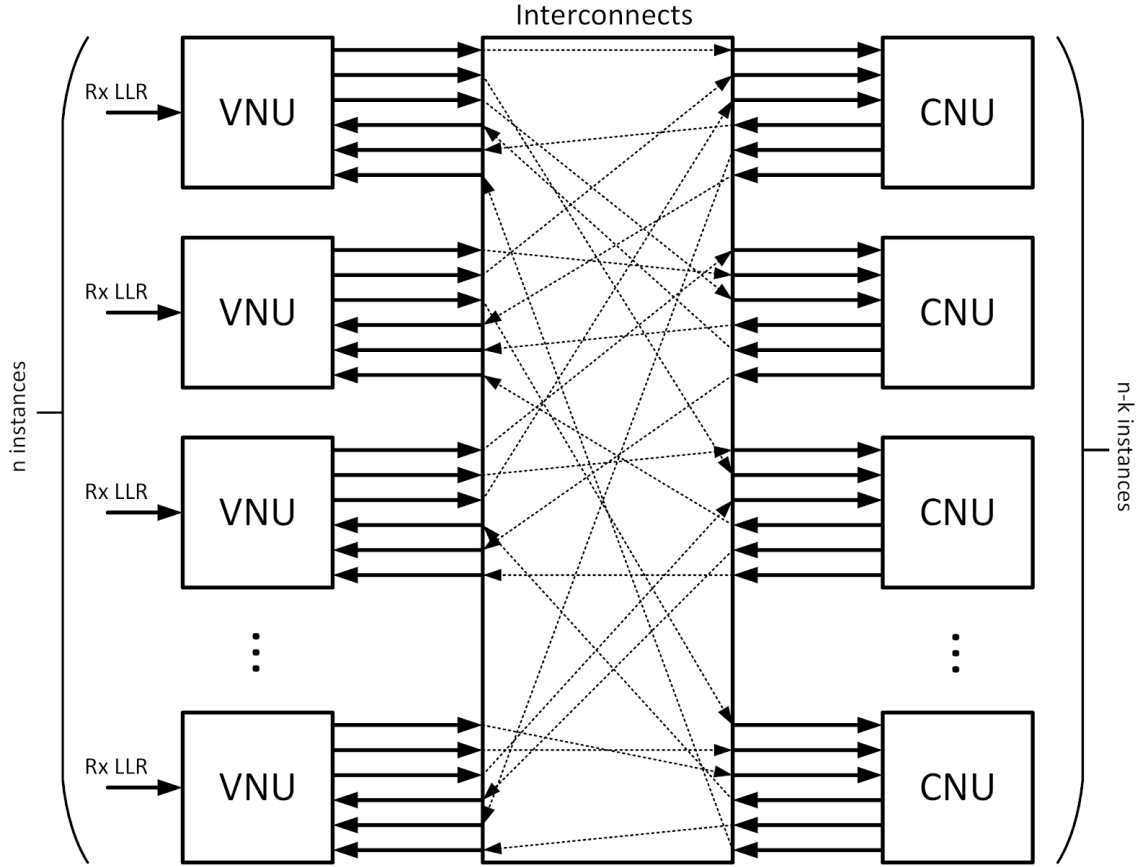 Interconnects
Rx LLR
VNU
CNU
Rx LLR
VNU
CNU
n instances
n-k instances
Rx LLR
VNU
CNU
...
...
Rx LLR
VNU
CNU